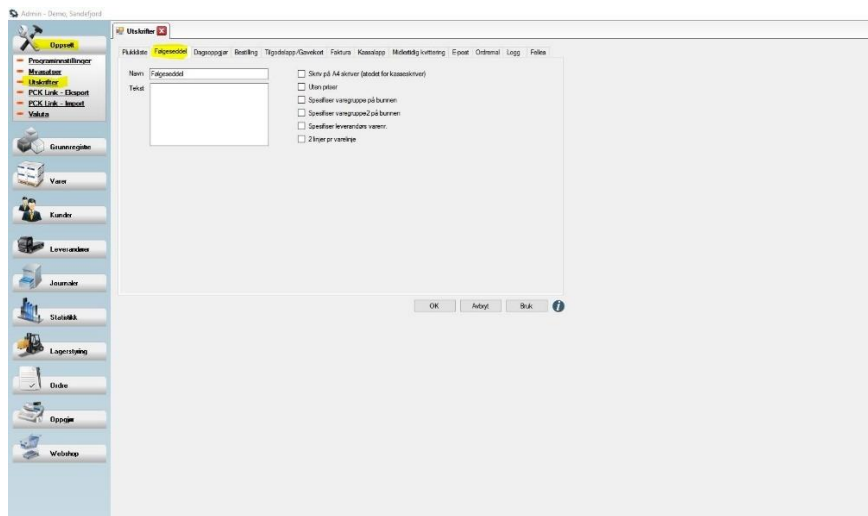 Admin - Demo, Sandefjord
Oppsett
Programinnstillinger
Mvasatser
Utskrifter
PCK Link - Eksport
PCK Link - Import
Valuta
Grunnregistre
Varer
Kunder
Leverandører
Journaler
Statistikk
Lagerstyring
Ordre
Oppgjør
Webshop
Utskrifter
Plukkliste Følgeseddel Dagsoppgjør Bestilling Tilgodelapp/Gavekort Faktura Kassalapp Midlertidig kvittering E-post Ordremal Logg Felles
Navn Følgeseddel
Tekst
Skriv på A4 skriver (istedet for kassaskriver)
Uten priser
Spesifiser varegruppe på bunnen
Spesifiser varegruppe2 på bunnen
Spesifiser leverandørs varenr.
2 linjer pr varelinje
OK Avbryt Bruk